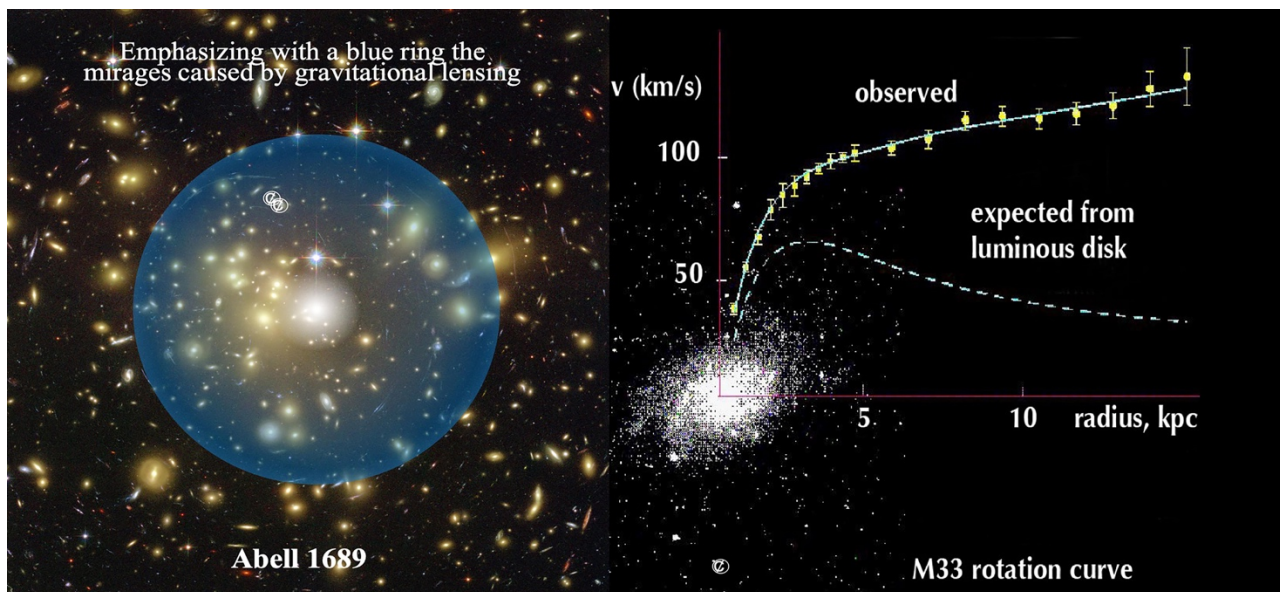 Emphasizing with a blue ring the
mirages caused by gravitational lensing
Abell 1689
v (km/s)
observed
100
expected from
luminous disk
50
5
10
radius, kpc
M33 rotation curve